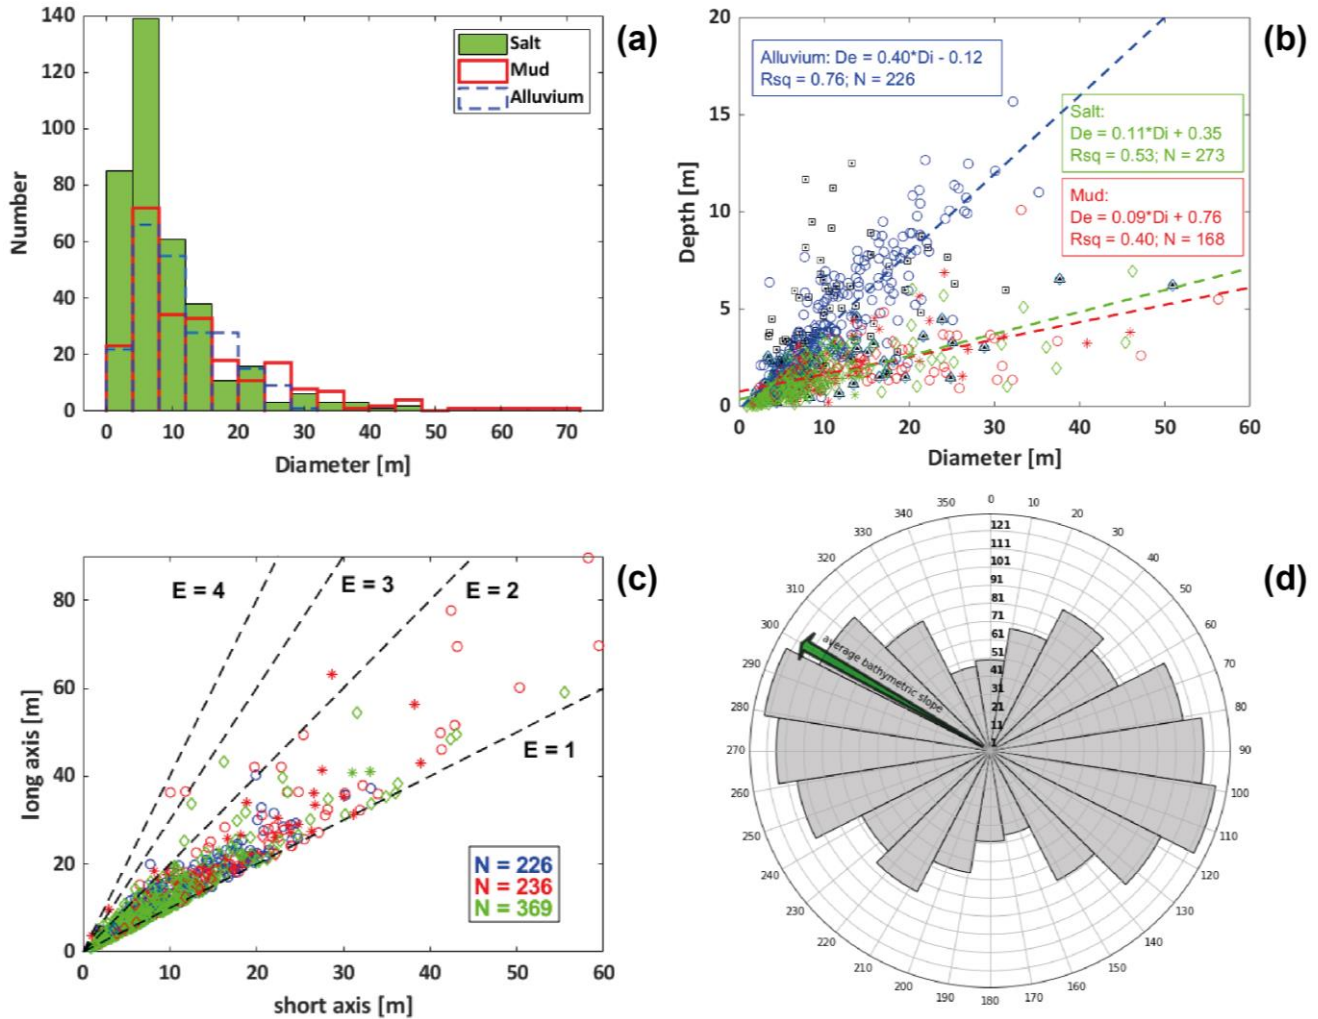 140
120
100
80
60
40
20
0
Number
0 10 20 30 40 50 60 70
Diameter [m]
Salt
Mud
Alluvium
(a)
20
15
10
5
0
Depth [m]
0 10 20 30 40 50 60
Diameter [m]
Alluvium: De = 0.40*Di - 0.12
Rsq = 0.76; N = 226
Salt:
De = 0.11*Di + 0.35
Rsq = 0.53; N = 273
Mud:
De = 0.09*Di + 0.76
Rsq = 0.40; N = 168
(b)
80
60
40
20
0
long axis [m]
0 10 20 30 40 50 60
short axis [m]
E = 4
E = 3
E = 2
E = 1
N = 226
N = 236
N = 369
(c)
0
10
20
30
40
50
60
70
80
90
100
110
120
130
140
150
160
170
180
190
200
210
220
230
240
250
260
270
280
290
300
310
320
330
340
350
121
111
101
91
81
71
61
51
41
31
21
11
1
average bathymetric slope
(d)